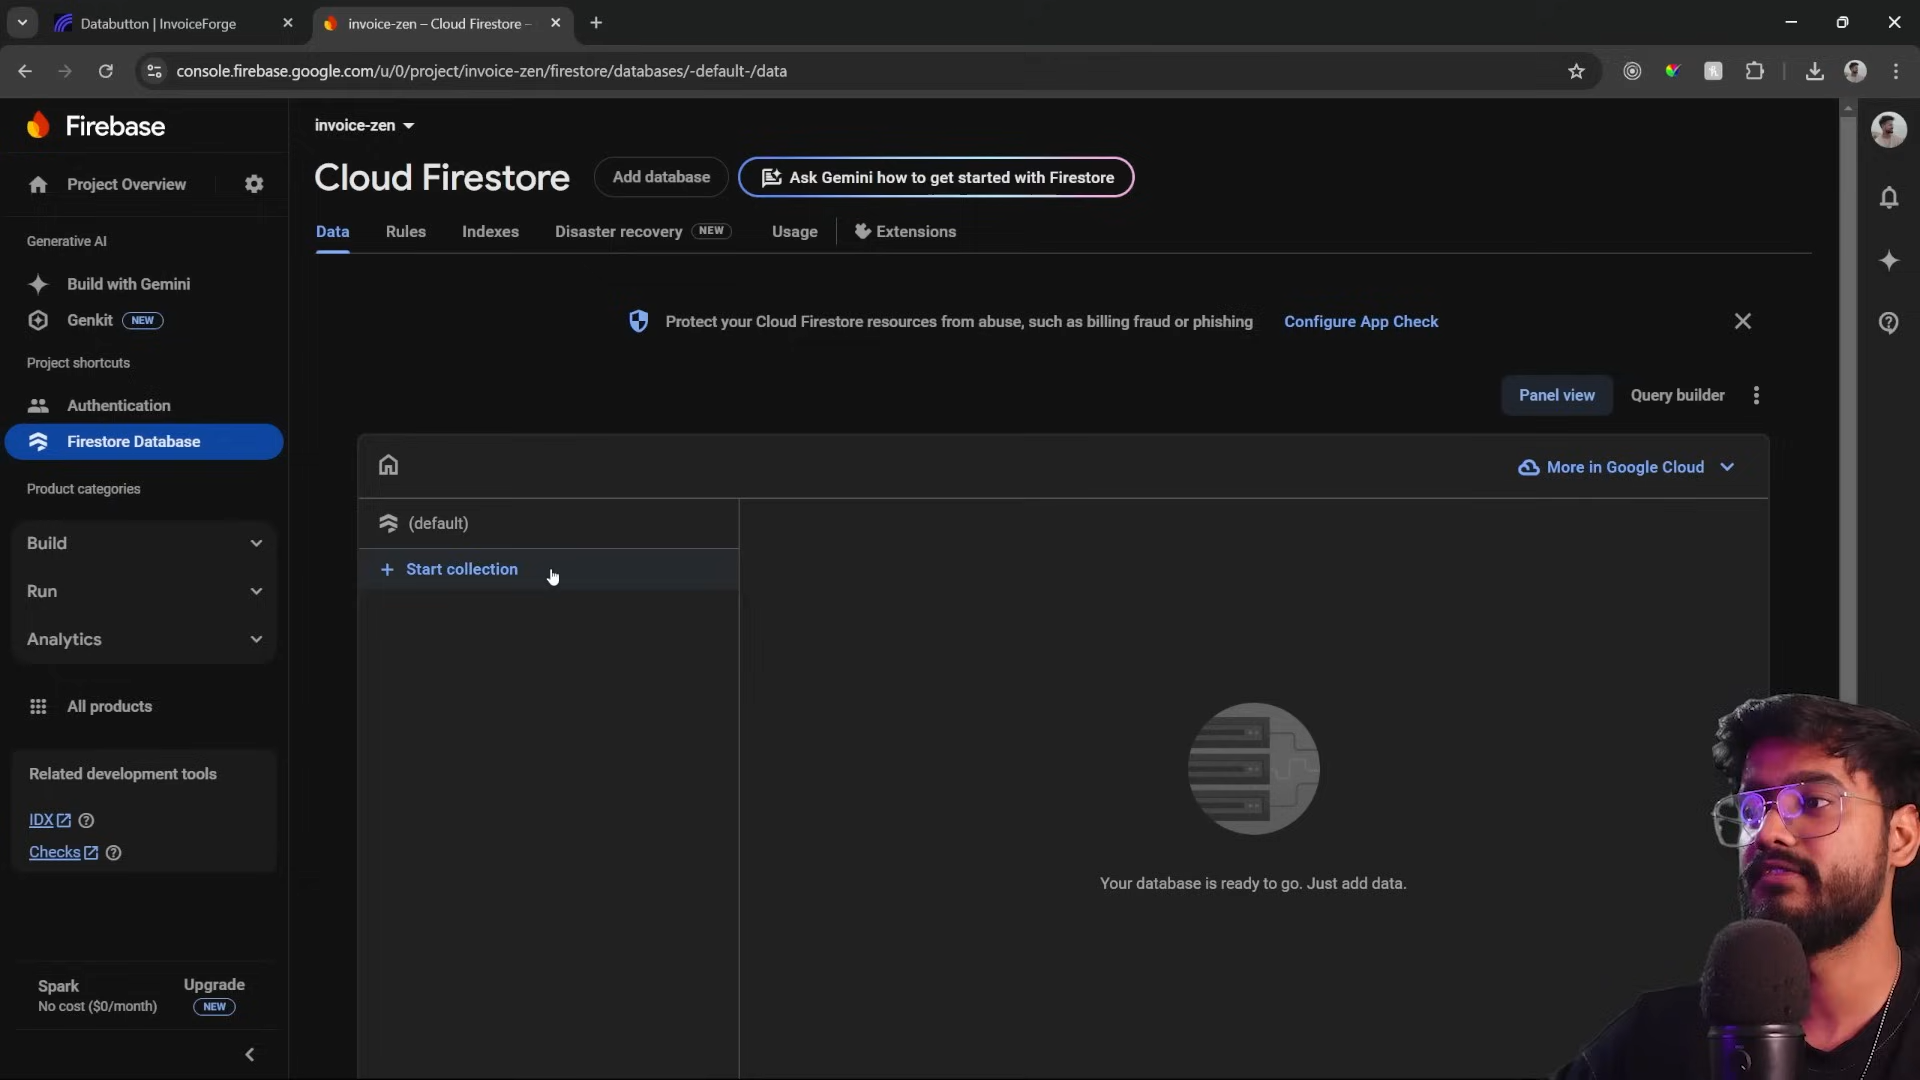 Databutton | InvoiceForge
invoice-zen – Cloud Firestore –
console.firebase.google.com/u/0/project/invoice-zen/firestore/databases/-default-/data
Firebase
Project Overview
Generative AI
Build with Gemini
Genkit NEW
Project shortcuts
Authentication
Firestore Database
Product categories
Build
Run
Analytics
All products
Related development tools
IDX
Checks
Spark
No cost ($0/month)
Upgrade
NEW
invoice-zen
Cloud Firestore Add database Ask Gemini how to get started with Firestore
Data Rules Indexes Disaster recovery NEW Usage Extensions
Protect your Cloud Firestore resources from abuse, such as billing fraud or phishing Configure App Check
Panel view Query builder
More in Google Cloud
(default)
+ Start collection
Your database is ready to go. Just add data.